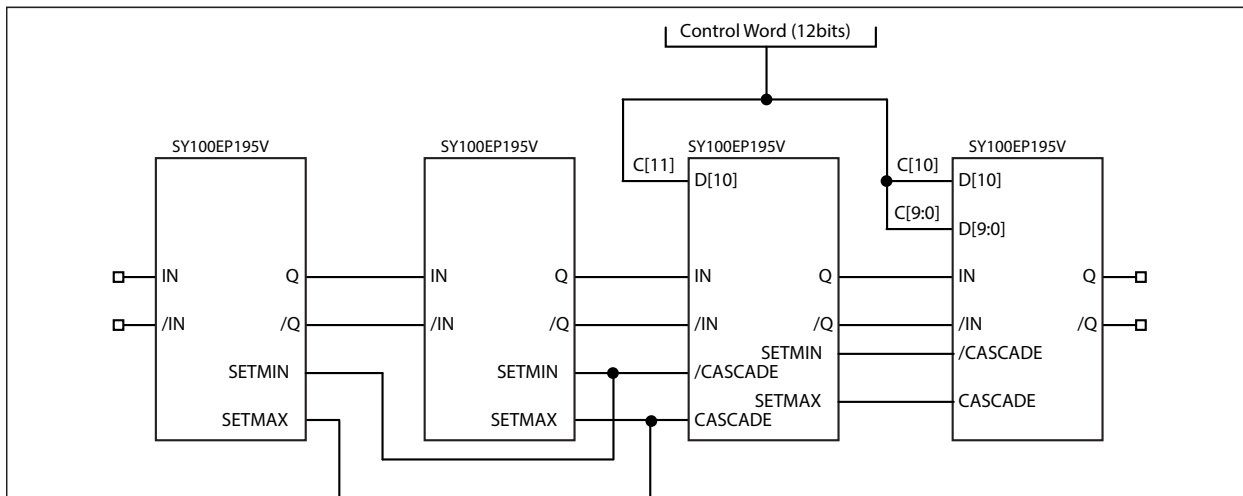 Control Word (12bits)
SY100EP195V
SY100EP195V
SY100EP195V
SY100EP195V
C[11]
D[10]
C[10]
D[10]
C[9:0]
D[9:0]
IN
Q
IN
Q
IN
Q
IN
Q
/IN
/Q
/IN
/Q
/IN
/Q
/IN
/Q
SETMIN
/CASCADE
SETMIN
SETMIN
/CASCADE
SETMAX
CASCADE
SETMAX
SETMAX
CASCADE